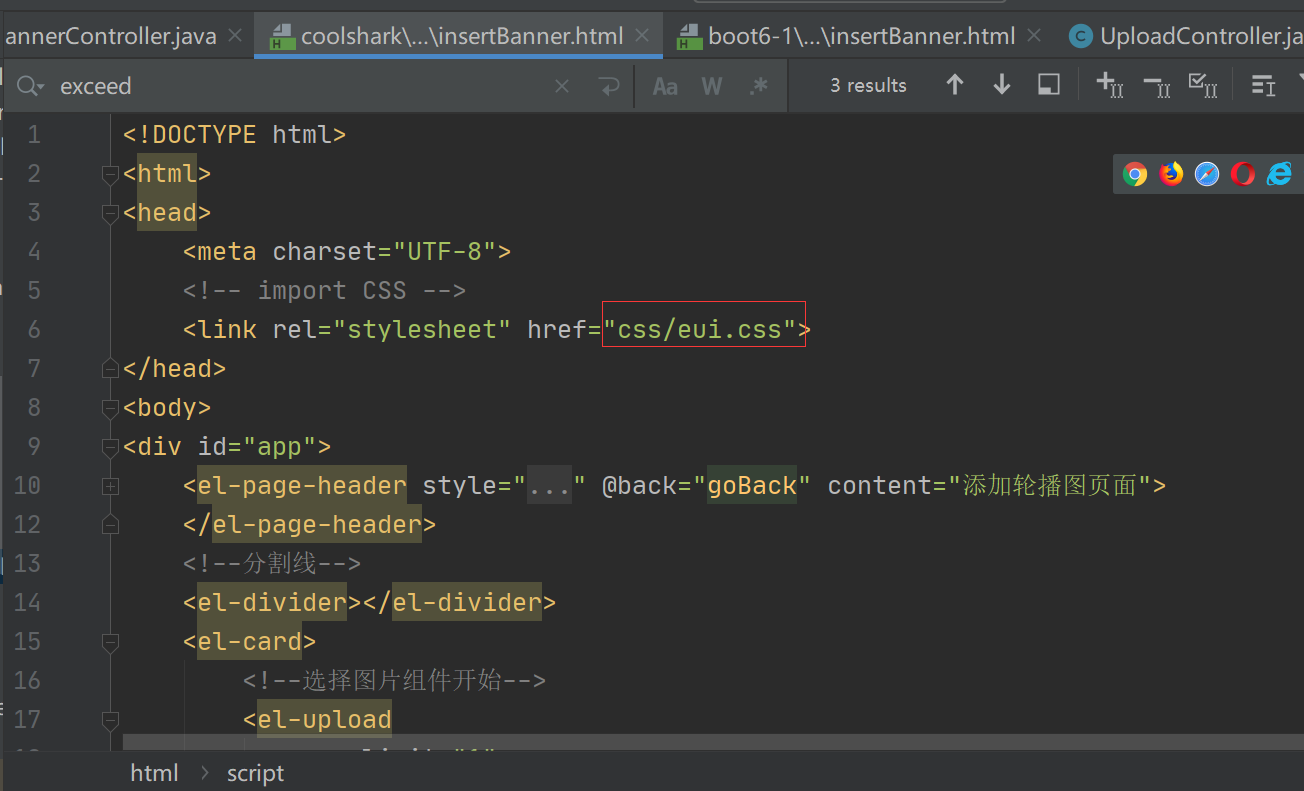 annerController.java
coolshark\...\insertBanner.html
boot6-1\...\insertBanner.html
UploadController.ja
exceed
Aa W .*
3 results
1 <!DOCTYPE html>
2 <html>
3 <head>
4 <meta charset="UTF-8">
5 <!-- import CSS -->
6 <link rel="stylesheet" href="css/eui.css">
7 </head>
8 <body>
9 <div id="app">
10 <el-page-header style="..." @back="goBack" content="添加轮播图页面">
12 </el-page-header>
13 <!--分割线-->
14 <el-divider></el-divider>
15 <el-card>
16 <!--选择图片组件开始-->
17 <el-upload
html > script